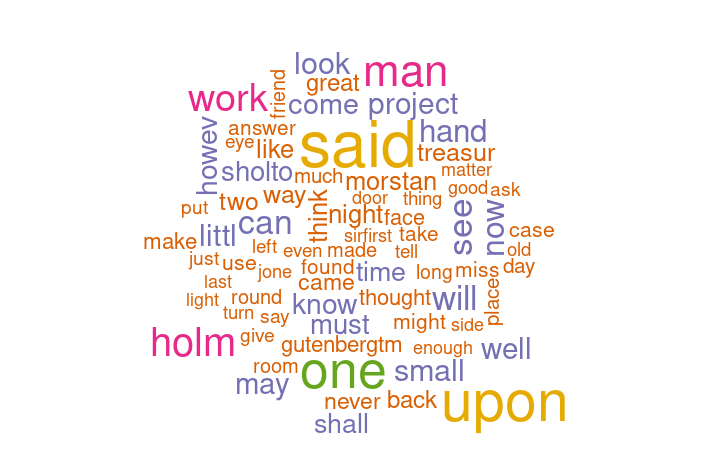 look
man
great
friend
work
come
project
said
hand
howev
answer
eye
like
treasur
sholto
much
morstan
matter
good
ask
door
thing
put
two
way
think
night
face
see
now
case
can
littl
make
sir
first
take
old
left
even
made
tell
just
use
jone
found
time
long
miss
day
last
came
light
round
know
thought
will
places
turn
say
must
might
side
holm
give
gutenbergtm
enough
well
room
one
small
may
never
back
upon
shall